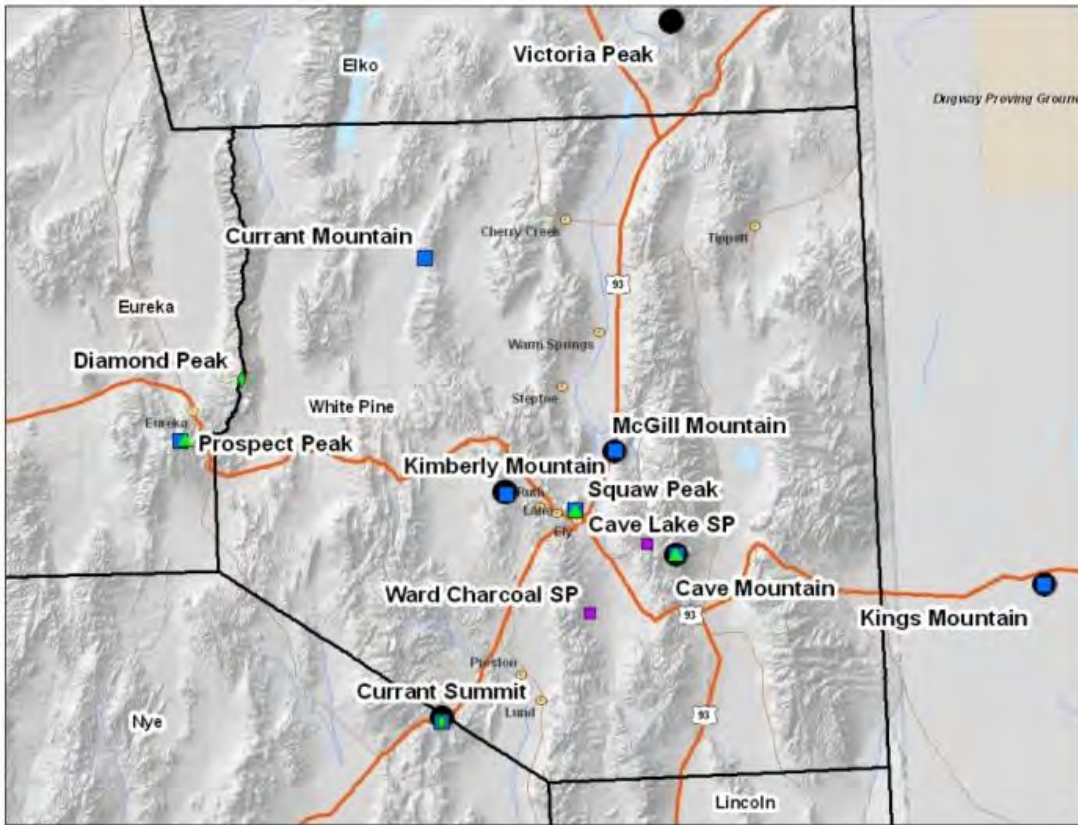 Victoria Peak
Elko
Dugway Proving Ground
Currant Mountain
Cherry Creek
Tippett
93
Eureka
Warm Springs
Diamond Peak
Steptoe
White Pine
Eureka
Prospect Peak
McGill Mountain
Kimberly Mountain
Ruth
Squaw Peak
Cave Lake SP
Ely
Ward Charcoal SP
Cave Mountain
93
Kings Mountain
Preston
Currant Summit
Lund
93
Nye
Lincoln